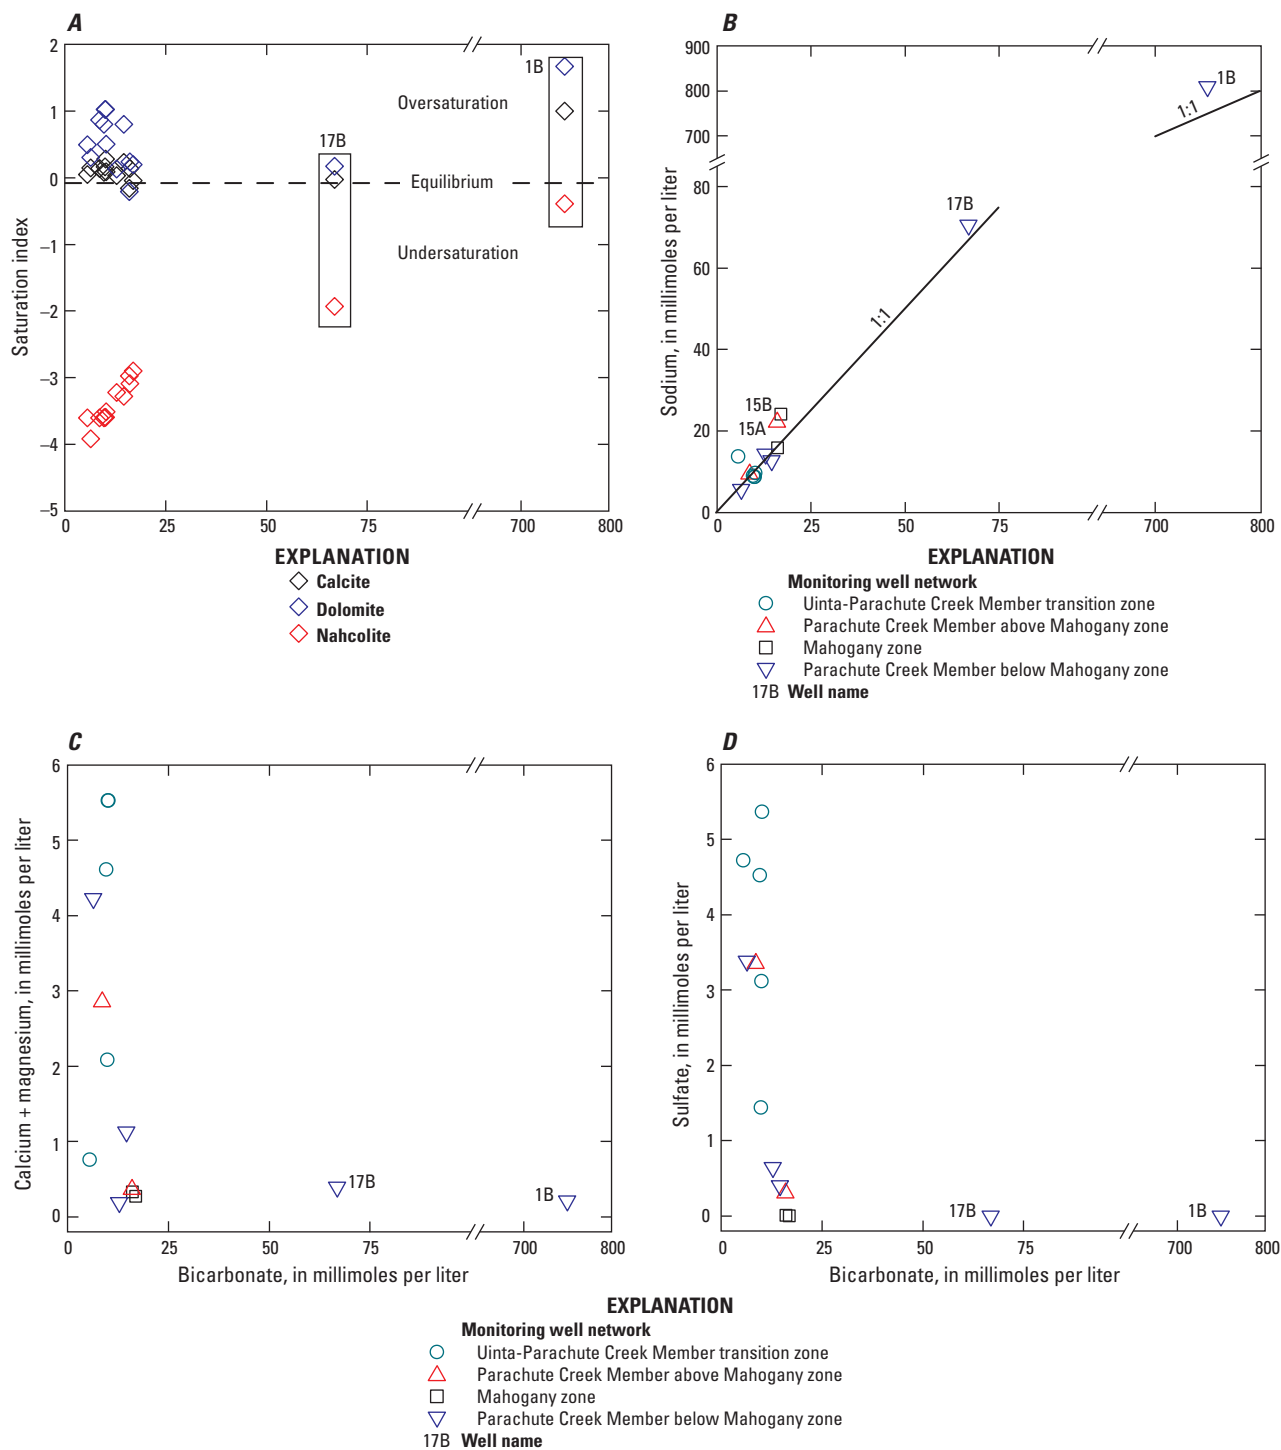 A
2
1
0
–1
–2
–3
–4
–5
Saturation index
17B
1B
Oversaturation
Equilibrium
Undersaturation
0
25
50
75
700
800
EXPLANATION
Calcite
Dolomite
Nahcolite
B
900
800
700
80
60
40
20
0
Sodium, in millimoles per liter
1B
1:1
17B
1:1
15B
15A
0
25
50
75
700
800
EXPLANATION
Monitoring well network
Uinta-Parachute Creek Member transition zone
Parachute Creek Member above Mahogany zone
Mahogany zone
Parachute Creek Member below Mahogany zone
17B Well name
C
6
5
4
3
2
1
0
Calcium + magnesium, in millimoles per liter
17B
1B
0
25
50
75
700
800
Bicarbonate, in millimoles per liter
D
6
5
4
3
2
1
0
Sulfate, in millimoles per liter
17B
1B
0
25
50
75
700
800
Bicarbonate, in millimoles per liter
EXPLANATION
Monitoring well network
Uinta-Parachute Creek Member transition zone
Parachute Creek Member above Mahogany zone
Mahogany zone
Parachute Creek Member below Mahogany zone
17B Well name